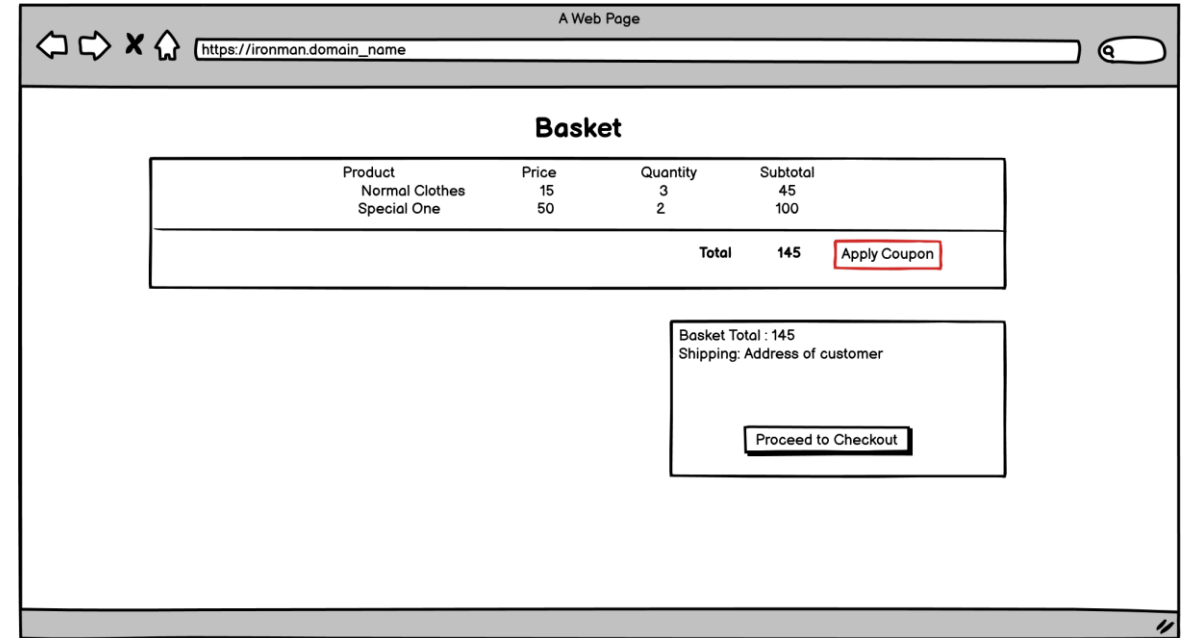 A Web Page
https://ironman.domain_name
Basket
Product Price Quantity Subtotal
Normal Clothes 15 3 45
Special One 50 2 100
Total 145 Apply Coupon
Basket Total : 145
Shipping: Address of customer
Proceed to Checkout